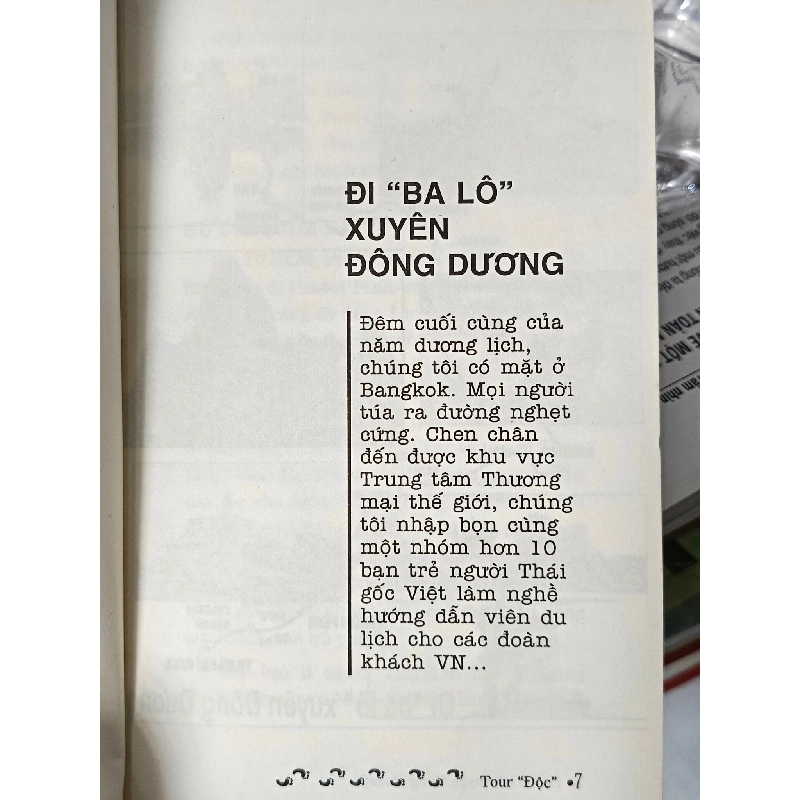 ĐI “BA LÔ”
XUYÊN
ĐÔNG DƯƠNG
Đêm cuối cùng của
năm dương lịch,
chúng tôi có mặt ở
Bangkok. Mọi người
túa ra đường nghẹt
cứng. Chen chân
đến được khu vực
Trung tâm Thương
mại thế giới, chúng
tôi nhập bọn cùng
một nhóm hơn 10
bạn trẻ người Thái
gốc Việt làm nghề
hướng dẫn viên du
lịch cho các đoàn
khách VN...
Tour “Độc” •7